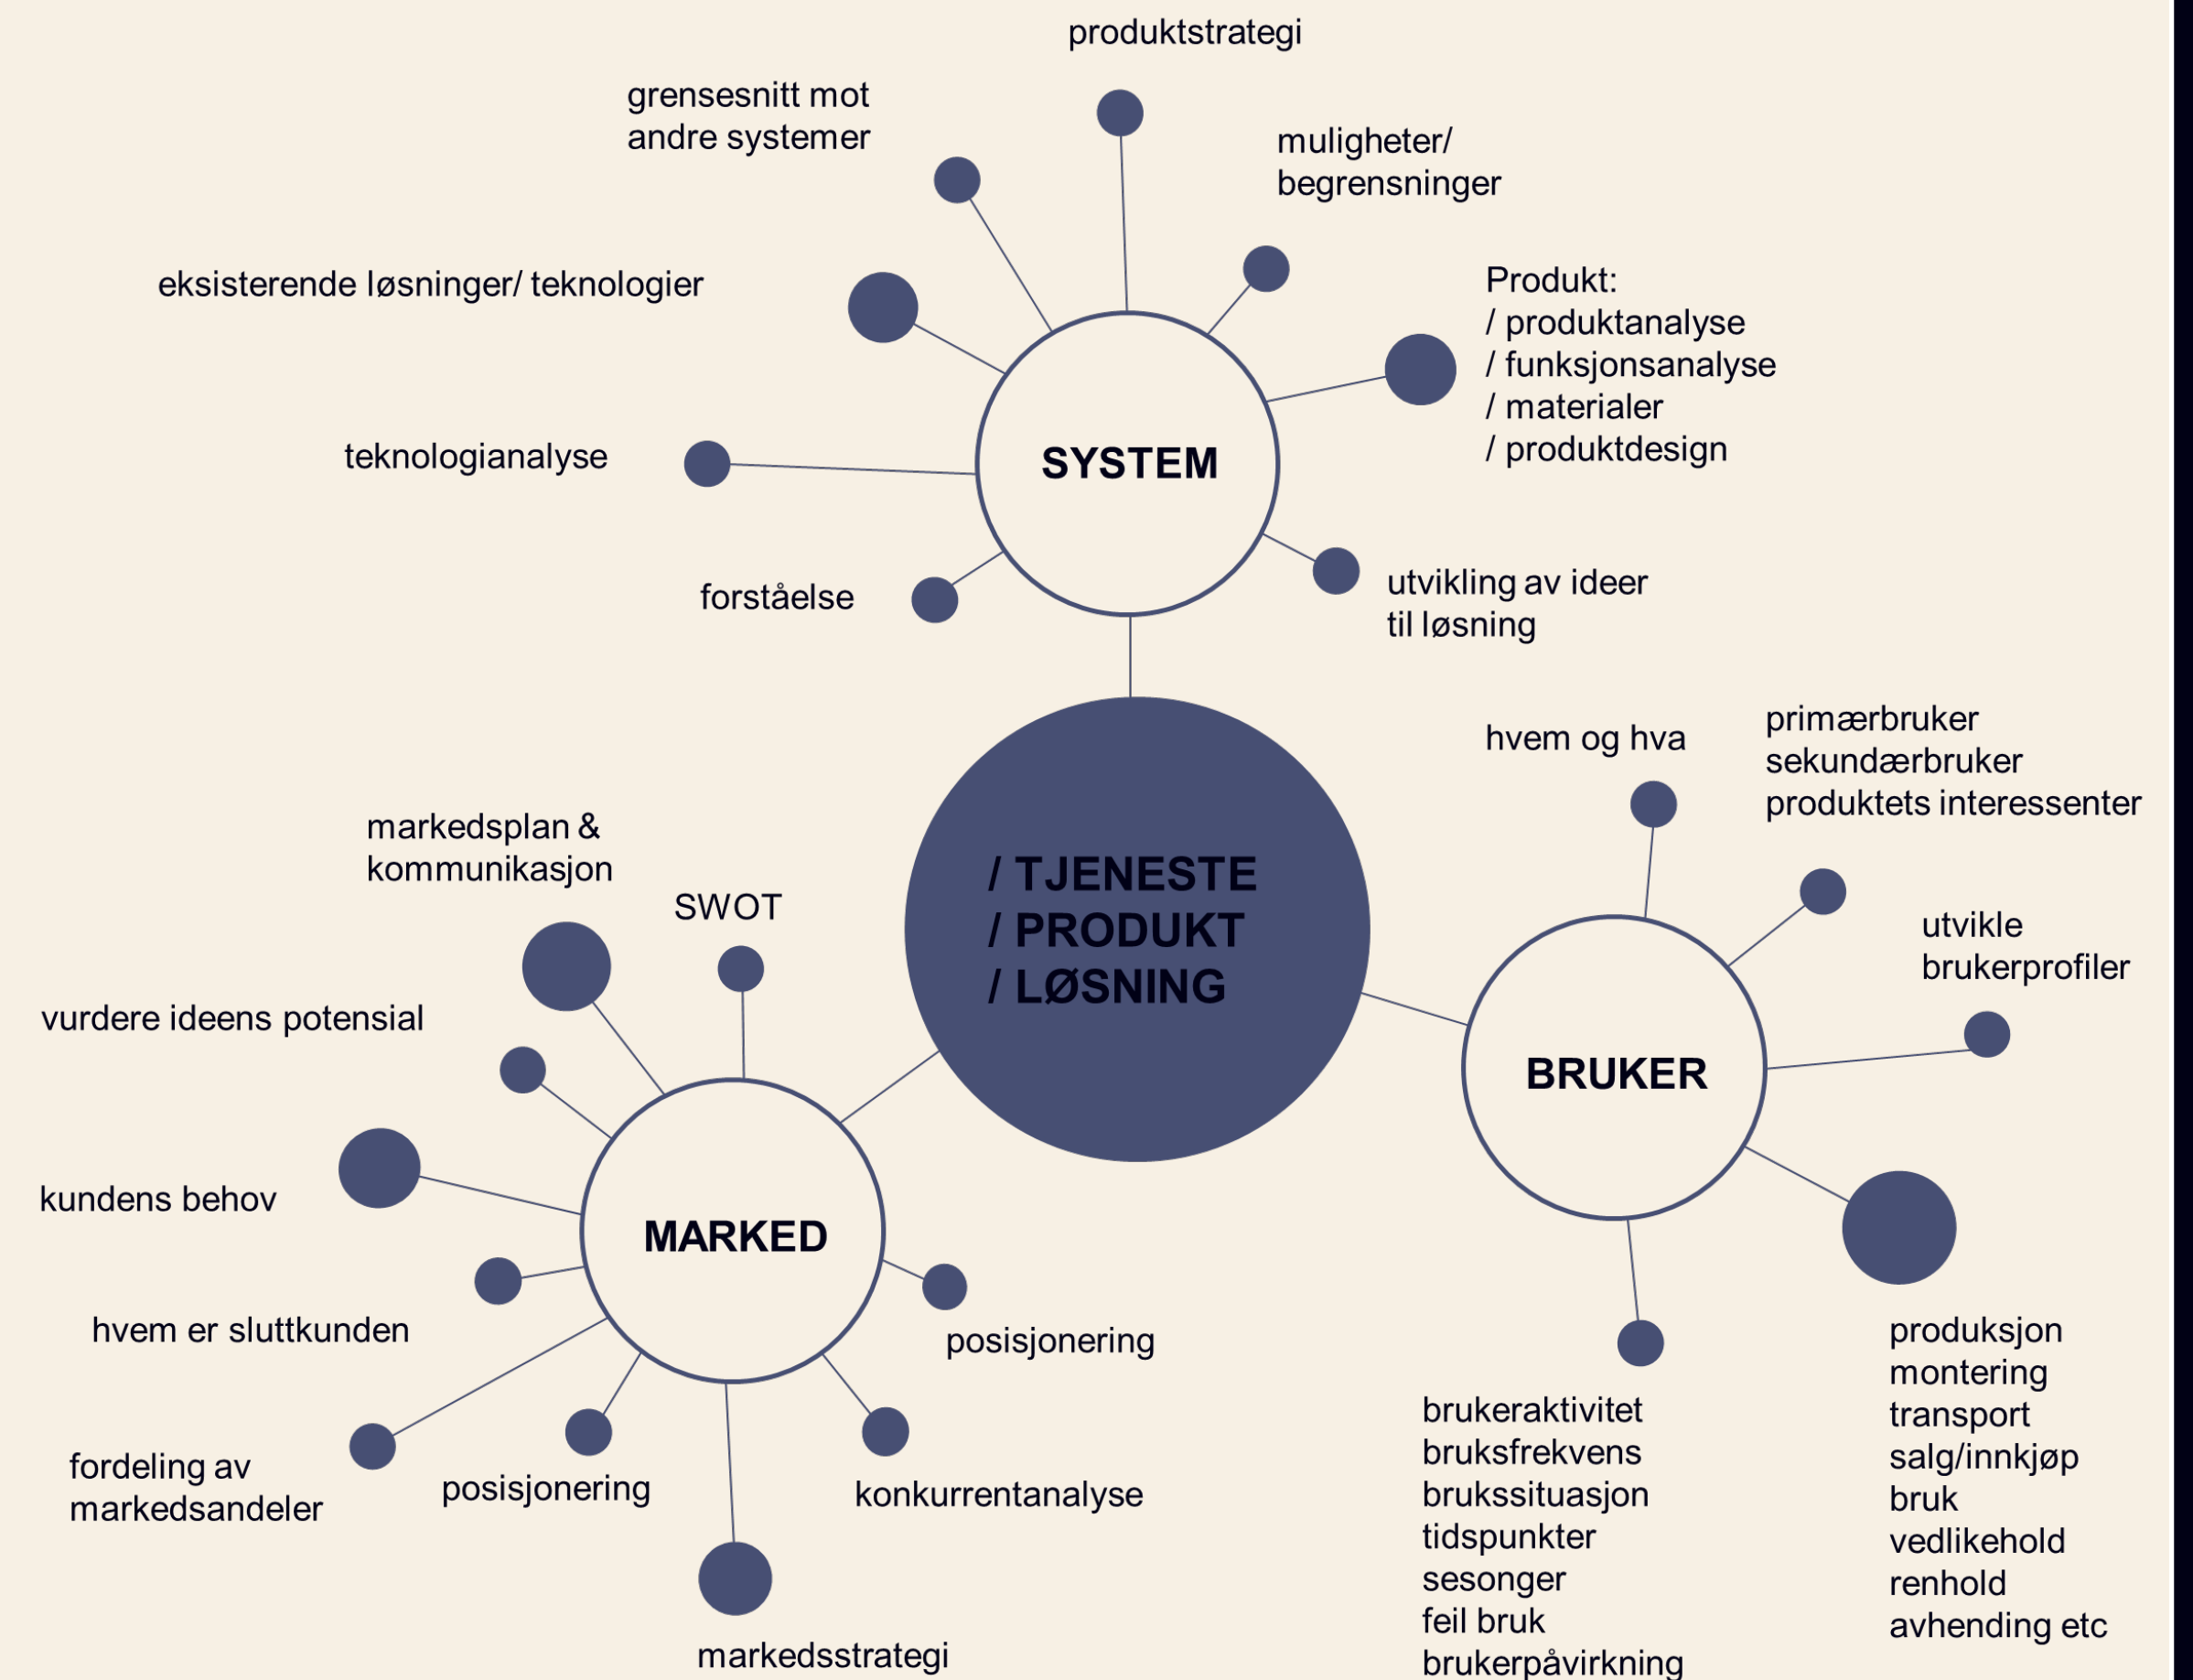 produktstrategi
grensesnitt mot
andre systemer
muligheter/
begrensninger
eksisterende løsninger/ teknologier
Produkt:
/ produktanalyse
/ funksjonsanalyse
/ materialer
/ produktdesign
teknologianalyse
SYSTEM
forståelse
utvikling av ideer
til løsning
/ TJENESTE
/ PRODUKT
/ LØSNING
hvem og hva
primærbruker
sekundærbruker
produktets interessenter
utvikle
brukerprofiler
BRUKER
brukeraktivitet
bruksfrekvens
brukssituasjon
tidspunkter
sesonger
feil bruk
brukerpåvirkning
produksjon
montering
transport
salg/innkjøp
bruk
vedlikehold
renhold
avhending etc
markedsplan &
kommunikasjon
SWOT
vurdere ideens potensial
kundens behov
MARKED
hvem er sluttkunden
posisjonering
fordeling av
markedsandeler
posisjonering
konkurrentanalyse
markedsstrategi